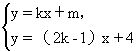 y = kx + m,
y = （2k - 1）x + 4